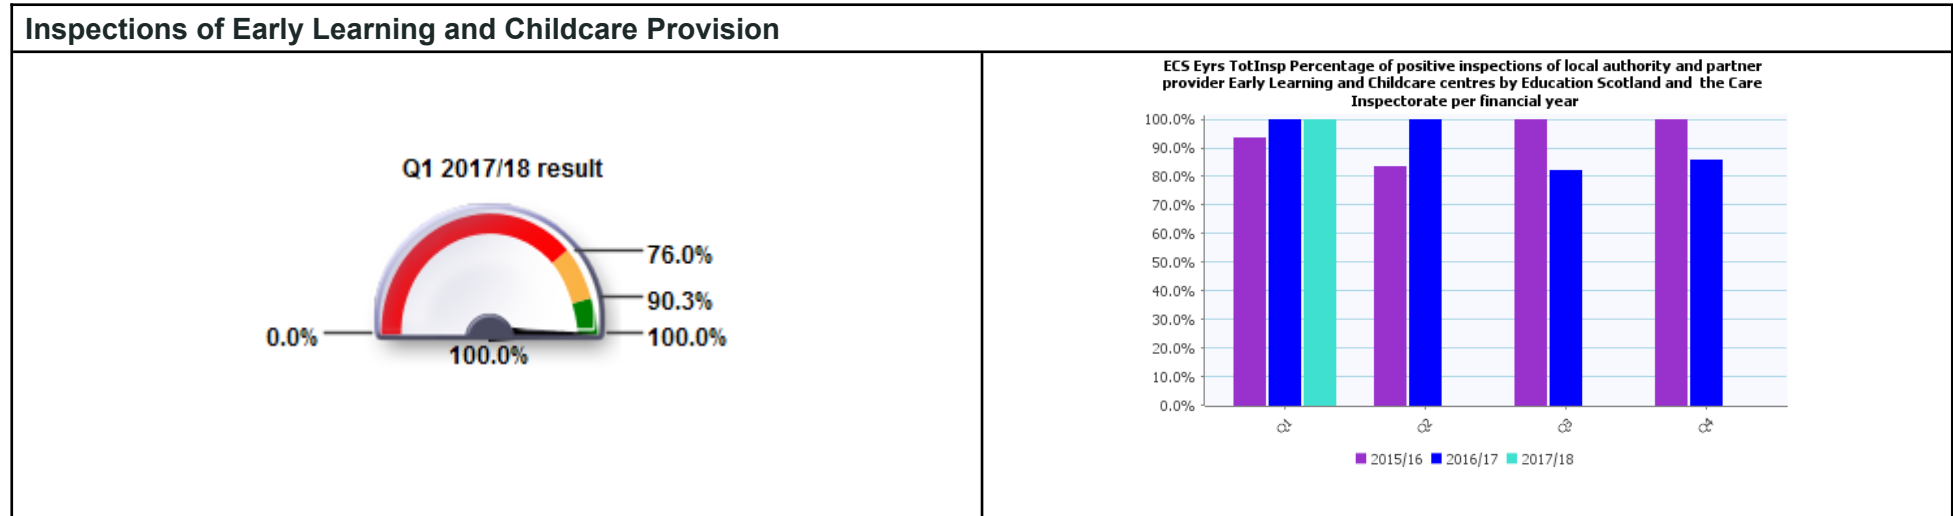 Inspections of Early Learning and Childcare Provision
Q1 2017/18 result
76.0%
90.3%
0.0%
100.0%
100.0%
ECS Eyrs TotInsp Percentage of positive inspections of local authority and partner
provider Early Learning and Childcare centres by Education Scotland and the Care
Inspectorate per financial year
100.0%
90.0%
80.0%
70.0%
60.0%
50.0%
40.0%
30.0%
20.0%
10.0%
0.0%
Q1 Q2 Q3 Q4
2015/16 2016/17 2017/18